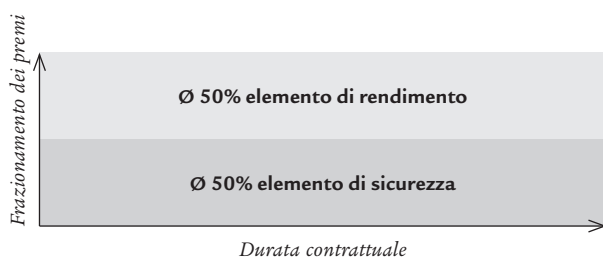 Frazionamento dei premi
Ø 50% elemento di rendimento
Ø 50% elemento di sicurezza
Durata contrattuale